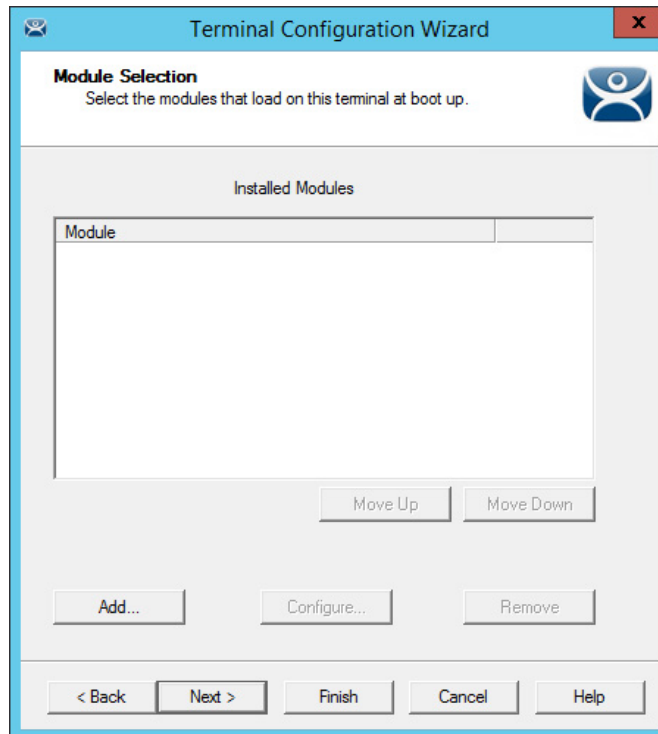 Terminal Configuration Wizard
x
Module Selection
Select the modules that load on this terminal at boot up.
Installed Modules
Module
Move Up Move Down
Add... Configure... Remove
< Back Next > Finish Cancel Help